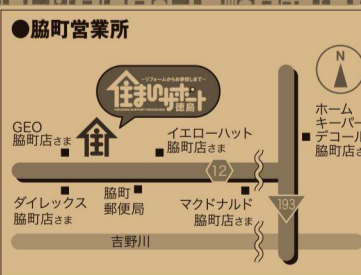 ●脇町営業所
N
~リフォームからお家探しまで~
住まいサポート
徳島
住
GEO
脇町店さま
イエローハット
脇町店さま
ホーム
キーパー
デコール
脇町店さ
12
ダイレックス
脇町店さま
脇町
郵便局
マクドナルド
脇町店さま
193
吉野川